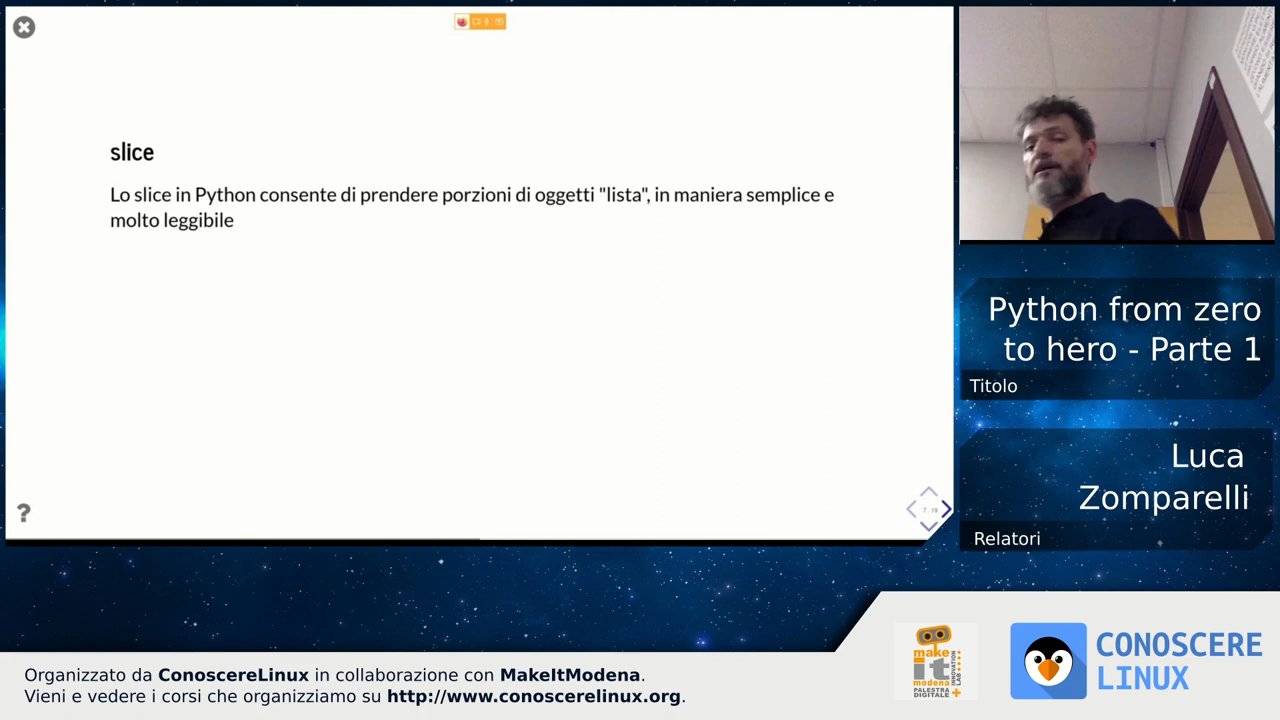 slice
Lo slice in Python consente di prendere porzioni di oggetti "lista", in maniera semplice e
molto leggibile
?
7.19
Python from zero
to hero - Parte 1
Titolo
Luca
Zomparelli
Relatori
make
it
modena
PALESTRA
DIGITALE
CONOSCERE
LINUX
Organizzato da ConoscereLinux in collaborazione con MakeItModena.
Vieni e vedere i corsi che organizziamo su http://www.conoscerelinux.org.